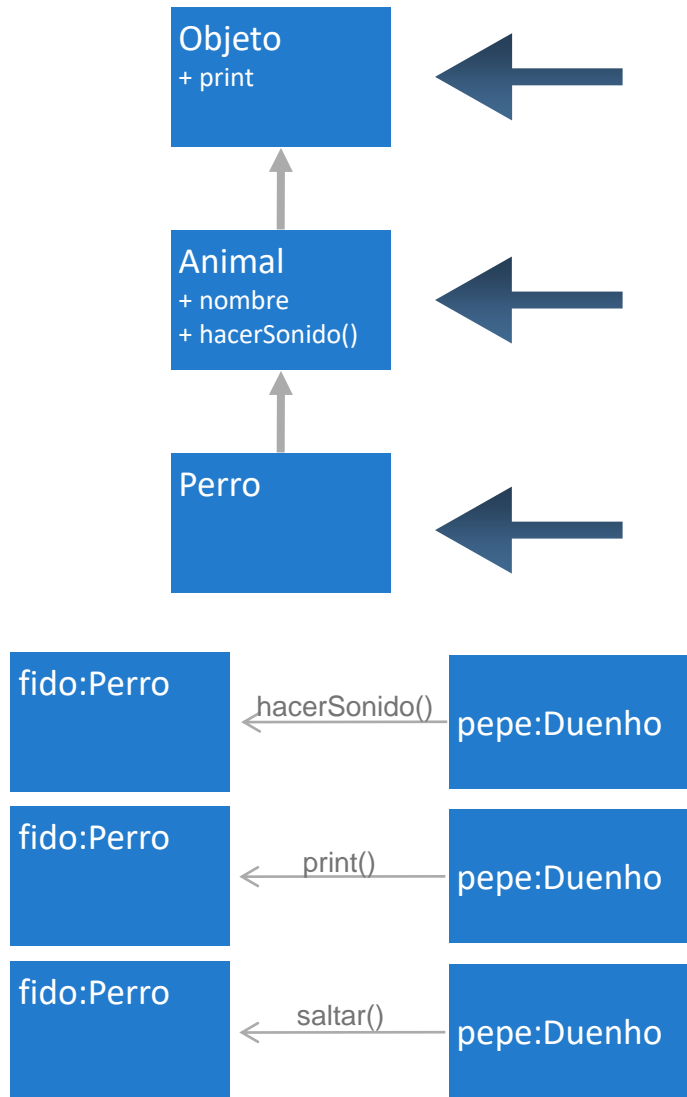 Objeto
+ print
Animal
+ nombre
+ hacerSonido()
Perro
fido:Perro
hacerSonido()
pepe:Duenho
fido:Perro
print()
pepe:Duenho
fido:Perro
saltar()
pepe:Duenho